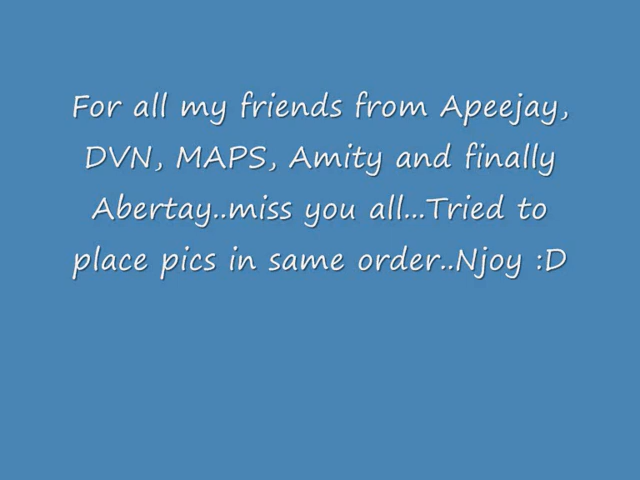 For all my friends from Apeejay,
DVN, MAPS, Amity and finally
Abertay..miss you all...Tried to
place pics in same order..Njoy :D